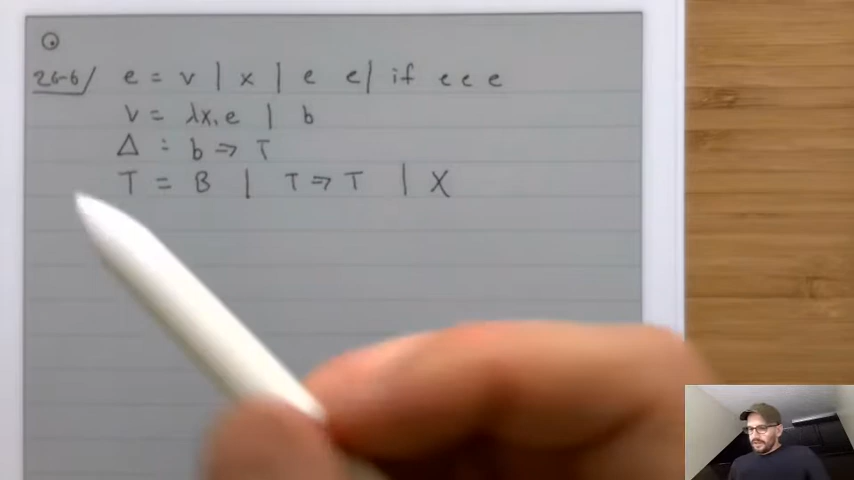 26-6/ e = v | x | e e | if e e e
v = λx.e | b
Δ : b ⇒ T
T = B | T ⇒ T | X